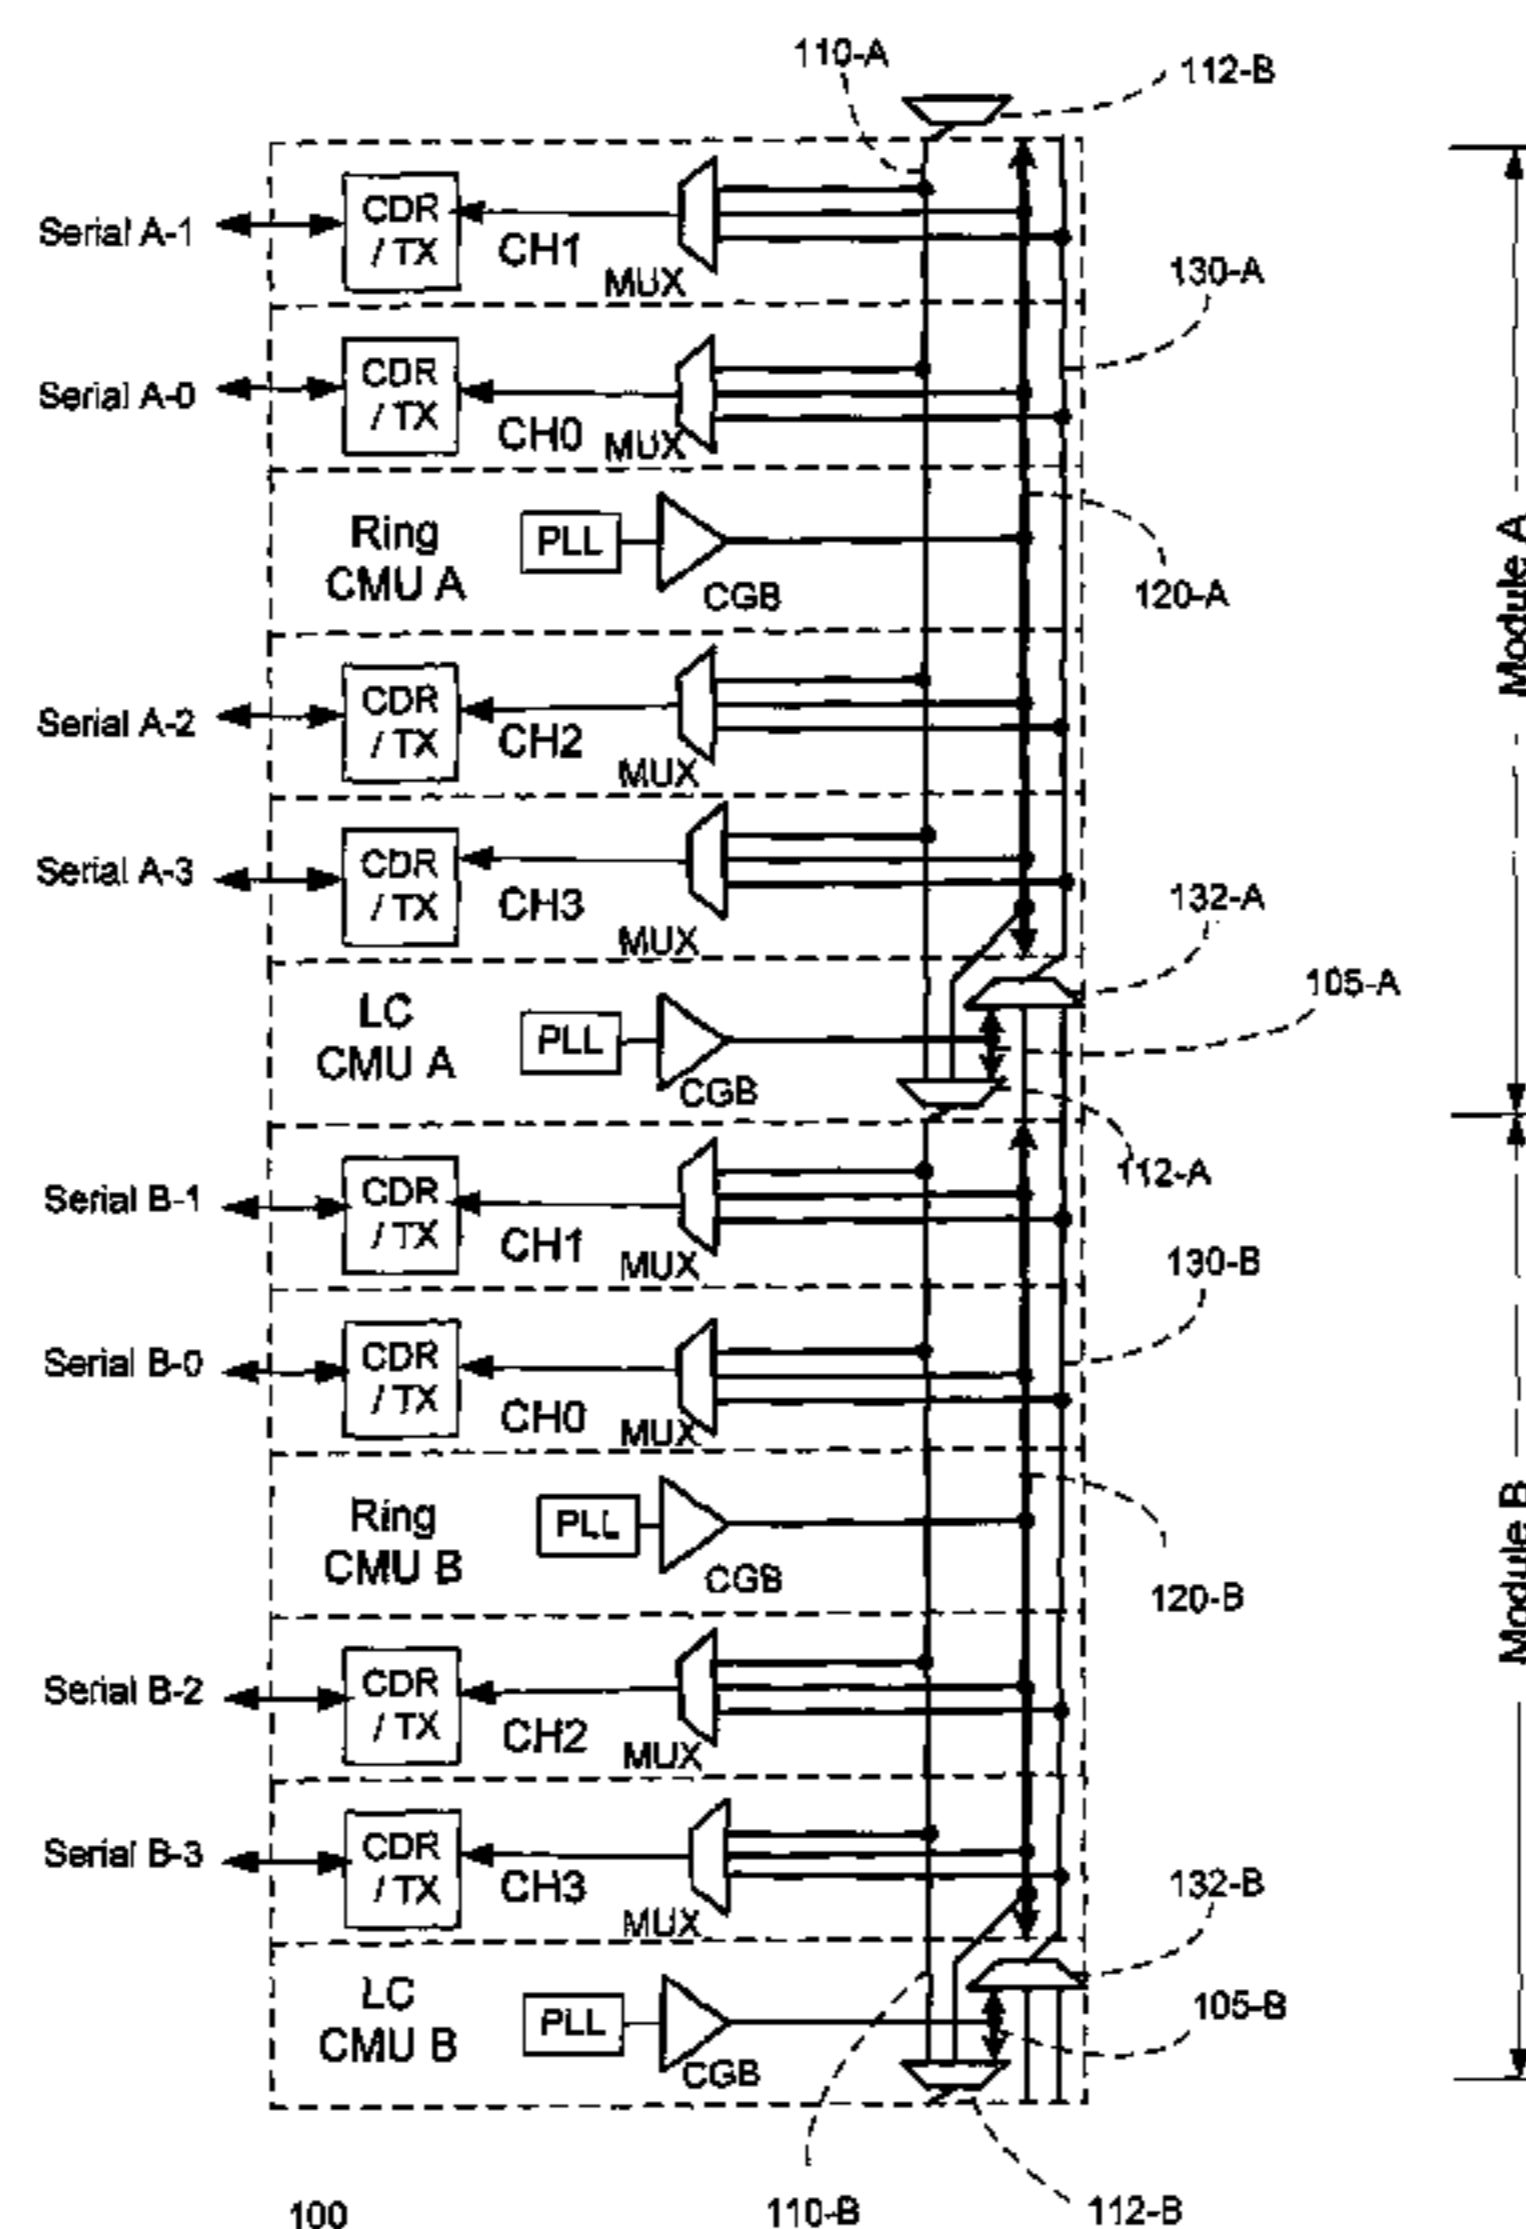 110-A
112-B
Serial A-1
CDR
/ TX
CH1
MUX
130-A
Serial A-0
CDR
/ TX
CH0
MUX
Ring
CMU A
PLL
CGB
120-A
Module A
Serial A-2
CDR
/ TX
CH2
MUX
Serial A-3
CDR
/ TX
CH3
MUX
132-A
LC
CMU A
PLL
CGB
105-A
112-A
Serial B-1
CDR
/ TX
CH1
MUX
130-B
Serial B-0
CDR
/ TX
CH0
MUX
Ring
CMU B
PLL
CGB
120-B
Module B
Serial B-2
CDR
/ TX
CH2
MUX
Serial B-3
CDR
/ TX
CH3
MUX
132-B
LC
CMU B
PLL
CGB
105-B
100
110-B
112-B